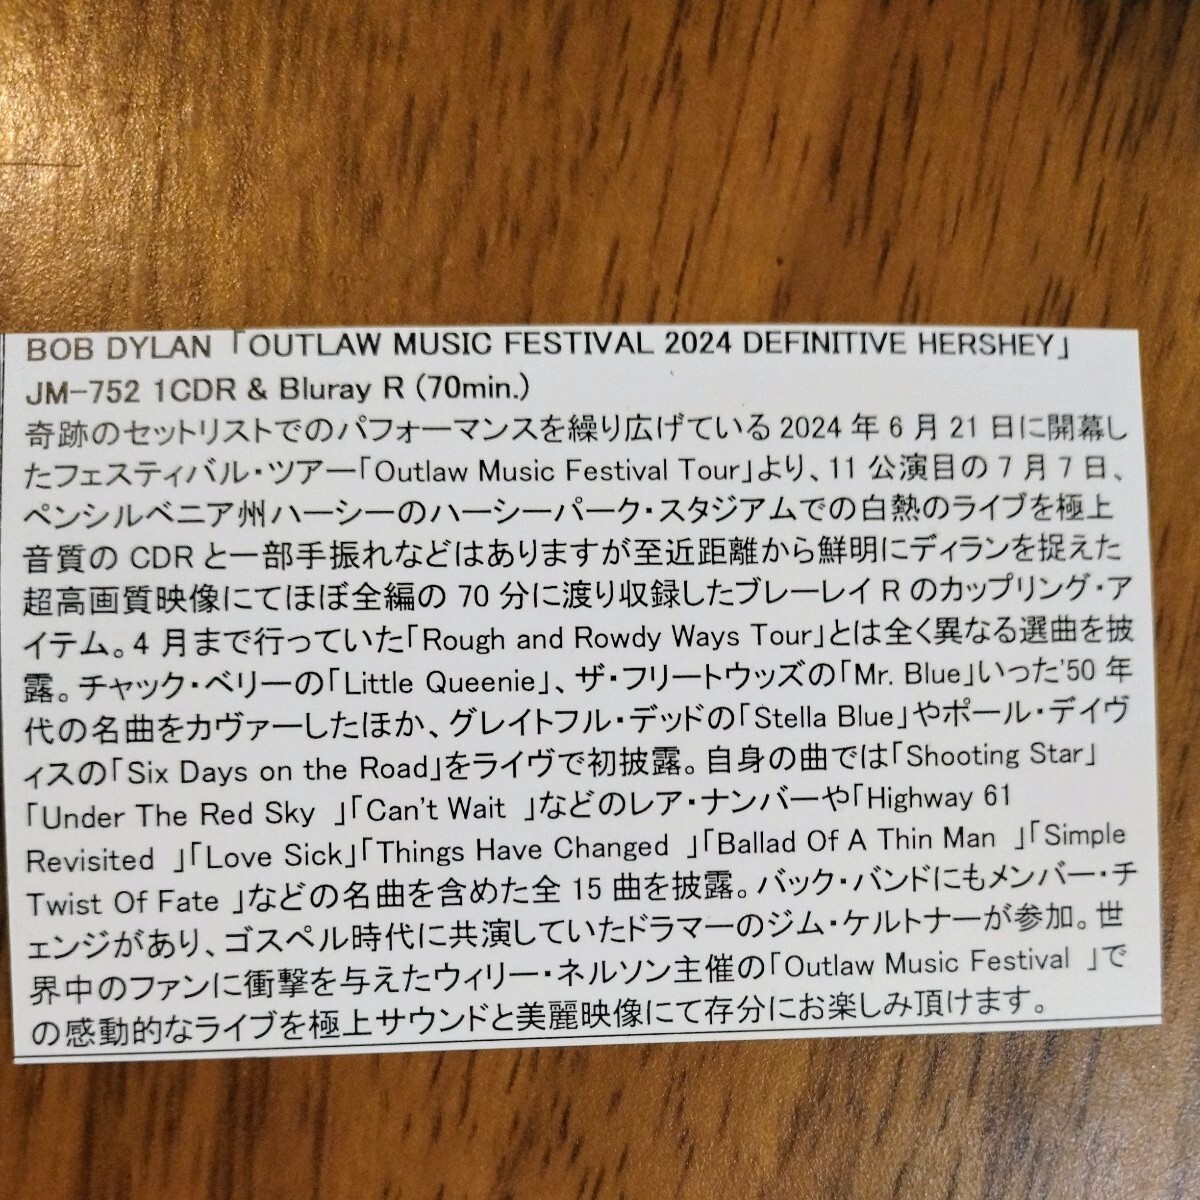 BOB DYLAN 「OUTLAW MUSIC FESTIVAL 2024 DEFINITIVE HERSHEY」
JM-752 1CDR & Bluray R (70min.)
奇跡のセットリストでのパフォーマンスを繰り広げている 2024 年 6 月 21 日に開幕し
たフェスティバル・ツアー「Outlaw Music Festival Tour」より、11 公演目の 7 月 7 日、
ペンシルベニア州ハーシーのハーシーパーク・スタジアムでの白熱のライブを極上
音質の CDR と一部手振れなどはありますが至近距離から鮮明にディランを捉えた
超高画質映像にてほぼ全編の 70 分に渡り収録したブレーレイ R のカップリング・ア
イテム。4 月まで行っていた「Rough and Rowdy Ways Tour」とは全く異なる選曲を披
露。チャック・ベリーの「Little Queenie」、ザ・フリートウッズの「Mr. Blue」いった'50 年
代の名曲をカヴァーしたほか、グレイトフル・デッドの「Stella Blue」やポール・デイヴ
ィスの「Six Days on the Road」をライヴで初披露。自身の曲では「Shooting Star」
「Under The Red Sky 」「Can't Wait 」などのレア・ナンバーや「Highway 61
Revisited 」「Love Sick」「Things Have Changed 」「Ballad Of A Thin Man 」「Simple
Twist Of Fate 」などの名曲を含めた全 15 曲を披露。バック・バンドにもメンバー・チ
ェンジがあり、ゴスペル時代に共演していたドラマーのジム・ケルトナーが参加。世
界中のファンに衝撃を与えたウィリー・ネルソン主催の「Outlaw Music Festival 」で
の感動的なライブを極上サウンドと美麗映像にて存分にお楽しみ頂けます。